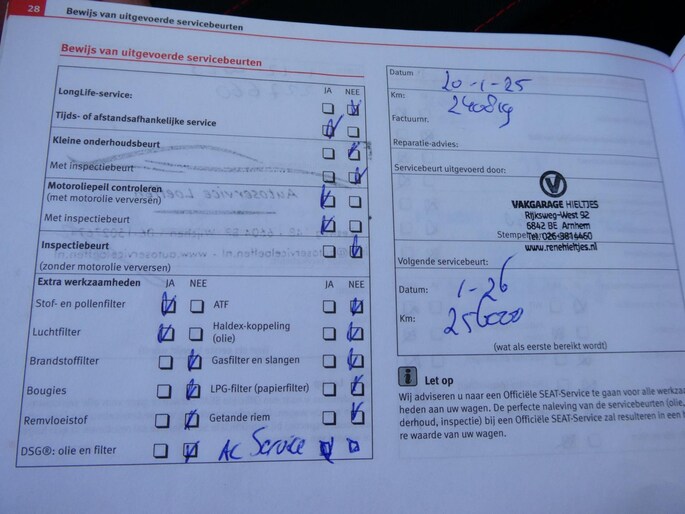 28 Bewijs van uitgevoerde servicebeurten
Bewijs van uitgevoerde servicebeurten
JA NEE
LongLife-service:
Tijds- of afstandsafhankelijke service
Kleine onderhoudsbeurt
Met inspectiebeurt
Motoroliepeil controleren
(met motorolie verversen)
Met inspectiebeurt
Inspectiebeurt
(zonder motorolie verversen)
Extra werkzaamheden JA NEE JA NEE
Stof- en pollenfilter ATF
Luchtfilter Haldex-koppeling
(olie)
Brandstoffilter Gasfilter en slangen
Bougies LPG-filter (papierfilter)
Remvloeistof Getande riem
DSG®: olie en filter AC Service
Datum 20-1-25
Km: 240819
Factuurnr.
Reparatie-advies:
Servicebeurt uitgevoerd door:
V
VAKGARAGE HIELTJES
Rijksweg-West 92
6842 BE Arnhem
Tel: 026-3816460
www.renehieltjes.nl
Volgende servicebeurt:
Datum: 1-26
Km: 256000
(wat als eerste bereikt wordt)
i Let op
Wij adviseren u naar een Officiële SEAT-Service te gaan voor alle werkzaa
heden aan uw wagen. De perfecte naleving van de servicebeurten (olie,
derhoud, inspectie) bij een Officiële SEAT-Service zal resulteren in een
re waarde van uw wagen.